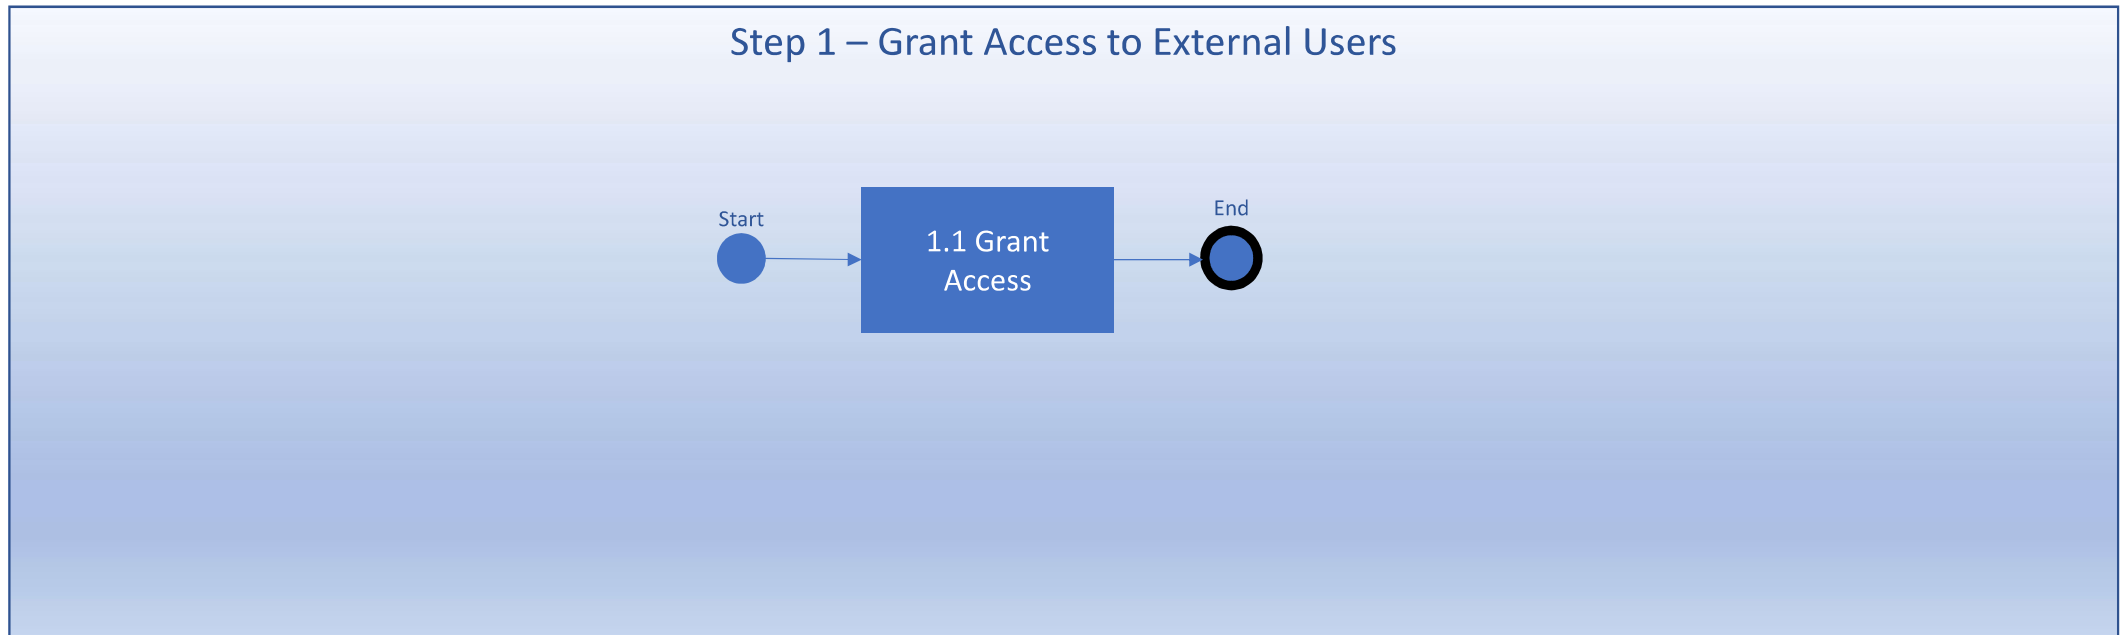 Step 1 – Grant Access to External Users
Start
1.1 Grant
Access
End